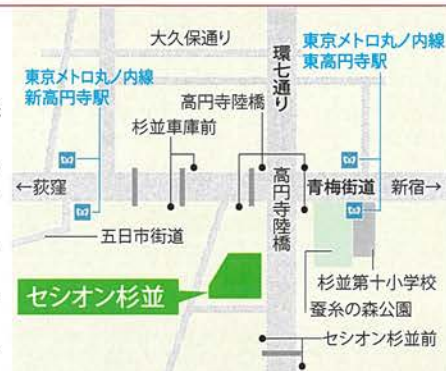 大久保通り
東京メトロ丸ノ内線
東高円寺駅
環七通り
東京メトロ丸ノ内線
新高円寺駅
高円寺陸橋
杉並車庫前
←荻窪
高円寺陸橋
青梅街道
新宿→
五日市街道
セシオン杉並
杉並第十小学校
蚕糸の森公園
セシオン杉並前